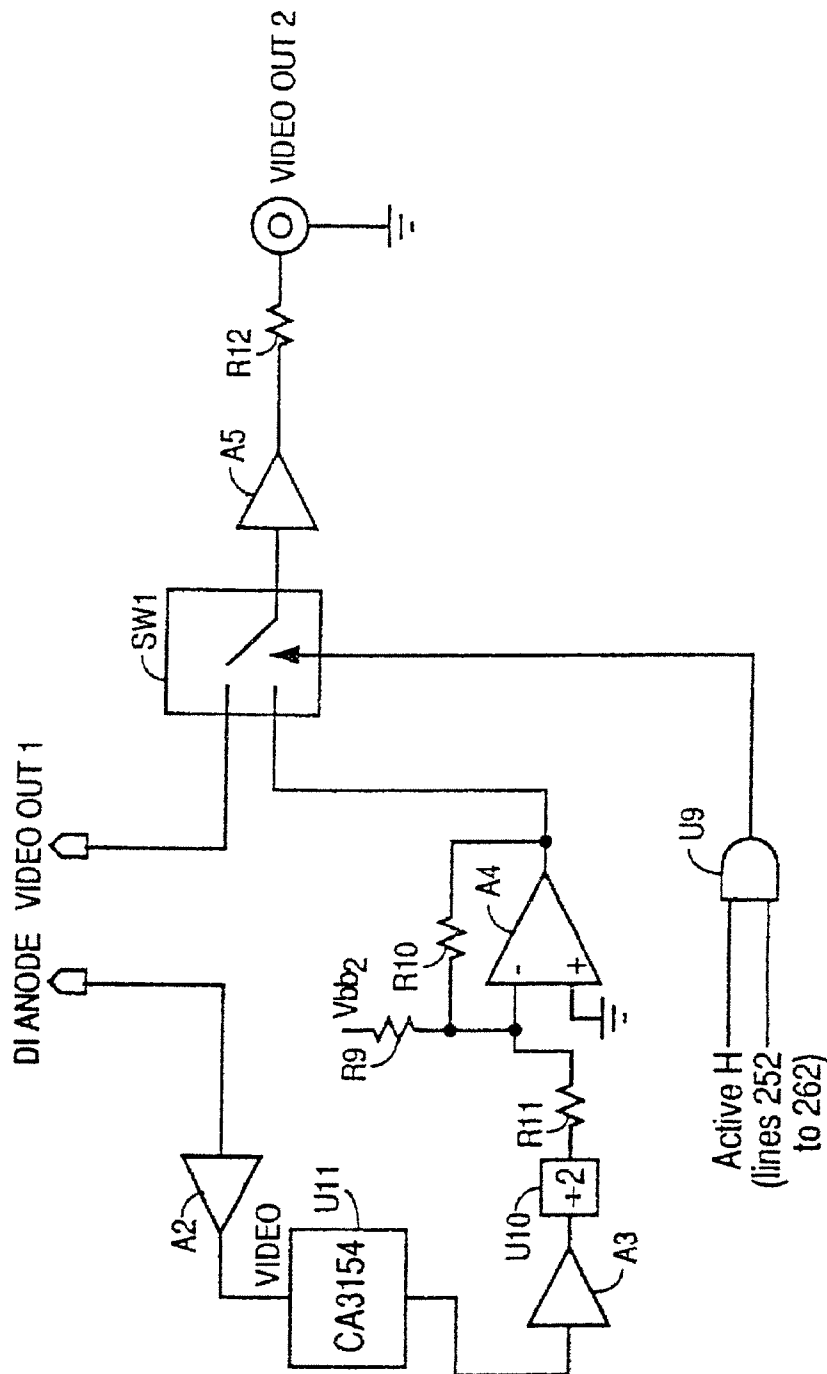 DI ANODE
VIDEO OUT 1
A2
VIDEO
U11
CA3154
SW1
A5
R12
VIDEO OUT 2
Vbb2
R9
R10
A4
-
+
R11
U10
+2
A3
U9
Active H
(lines 252
to 262)